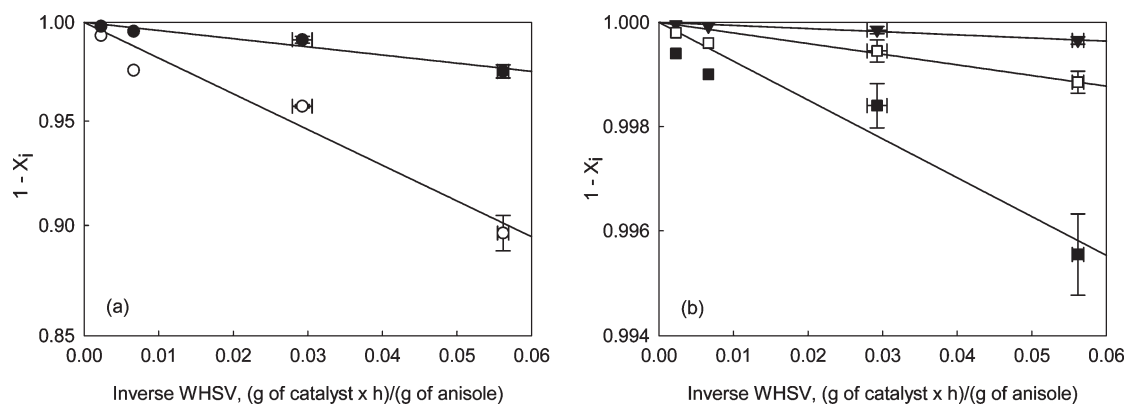 1.00
0.95
0.90
0.85
1 - Xi
(a)
0.00 0.01 0.02 0.03 0.04 0.05 0.06
Inverse WHSV, (g of catalyst x h)/(g of anisole)
1.000
0.998
0.996
0.994
1 - Xi
(b)
0.00 0.01 0.02 0.03 0.04 0.05 0.06
Inverse WHSV, (g of catalyst x h)/(g of anisole)